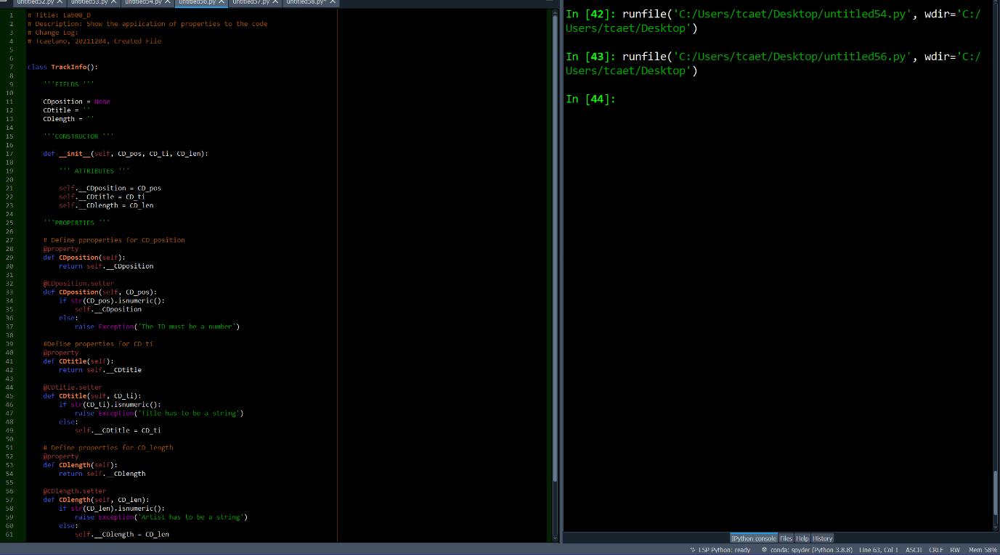 untitled52.py untitled53.py untitled54.py untitled56.py untitled57.py untitled58.py*
1 # Title: Lab08_D
2 # Description: Show the application of properties to the code
3 # Change Log:
4 # Tcaetano, 20211204, Created File
5
6
7 class TrackInfo():
8
9 '''FIELDS '''
10
11 CDposition = None
12 CDtitle = ''
13 CDlength = ''
14
15 '''CONSTRUCTOR '''
16
17 def __init__(self, CD_pos, CD_ti, CD_len):
18
19 ''' ATTRIBUTES '''
20
21 self.__CDposition = CD_pos
22 self.__CDtitle = CD_ti
23 self.__CDlength = CD_len
24
25 '''PROPERTIES '''
26
27 # Define pproperties for CD_position
28 @property
29 def CDposition(self):
30 return self.__CDposition
31
32 @CDposition.setter
33 def CDposition(self, CD_pos):
34 if str(CD_pos).isnumeric():
35 self.__CDposition
36 else:
37 raise Exception('The ID must be a number')
38
39 #Define properties for CD_ti
40 @property
41 def CDtitle(self):
42 return self.__CDtitle
43
44 @CDtitle.setter
45 def CDtitle(self, CD_ti):
46 if str(CD_ti).isnumeric():
47 raise Exception('Title has to be a string')
48 else:
49 self.__CDtitle = CD_ti
50
51 # Define properties for CD_length
52 @property
53 def CDlength(self):
54 return self.__CDlength
55
56 @CDlength.setter
57 def CDlength(self, CD_len):
58 if str(CD_len).isnumeric():
59 raise Exception('Artist has to be a string')
60 else:
61 self.__CDlength = CD_len
In [42]: runfile('C:/Users/tcaet/Desktop/untitled54.py', wdir='C:/
Users/tcaet/Desktop')
In [43]: runfile('C:/Users/tcaet/Desktop/untitled56.py', wdir='C:/
Users/tcaet/Desktop')
In [44]:
IPython console Files Help History
LSP Python: ready conda: spyder (Python 3.8.8) Line 63, Col 1 ASCII CRLF RW Mem 58%